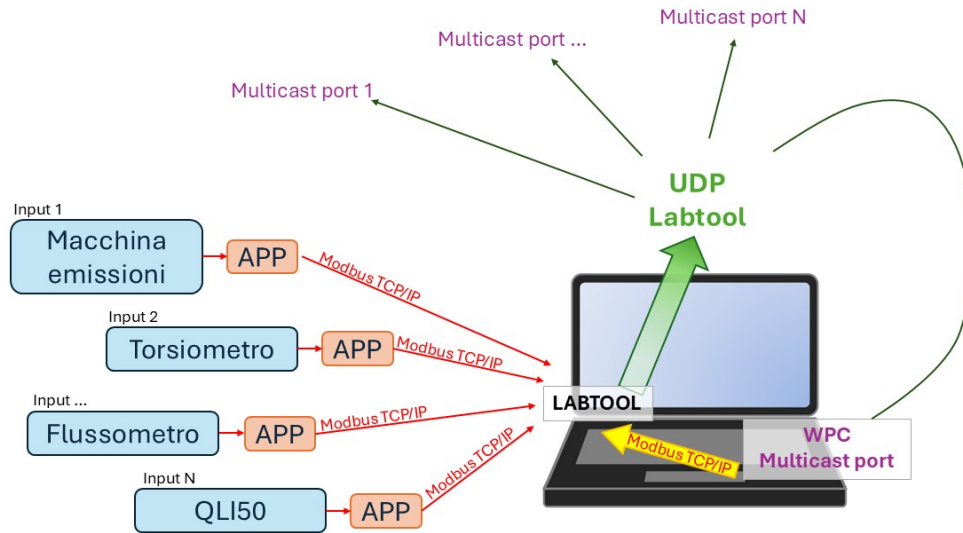 Multicast port N
Multicast port ...
Multicast port 1
UDP
Labtool
Input 1
Macchina
emissioni
APP
Modbus TCP/IP
Input 2
Torsiometro
APP
Modbus TCP/IP
Input ...
Flussometro
APP
Modbus TCP/IP
Input N
QLI50
APP
Modbus TCP/IP
LABTOOL
Modbus TCP/IP
WPC
Multicast port